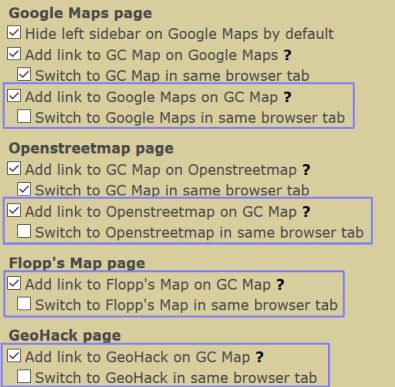 Google Maps page
Hide left sidebar on Google Maps by default
Add link to GC Map on Google Maps ?
Switch to GC Map in same browser tab
Add link to Google Maps on GC Map ?
Switch to Google Maps in same browser tab
Openstreetmap page
Add link to GC Map on Openstreetmap ?
Switch to GC Map in same browser tab
Add link to Openstreetmap on GC Map ?
Switch to Openstreetmap in same browser tab
Flopp's Map page
Add link to Flopp's Map on GC Map ?
Switch to Flopp's Map in same browser tab
GeoHack page
Add link to GeoHack on GC Map ?
Switch to GeoHack in same browser tab